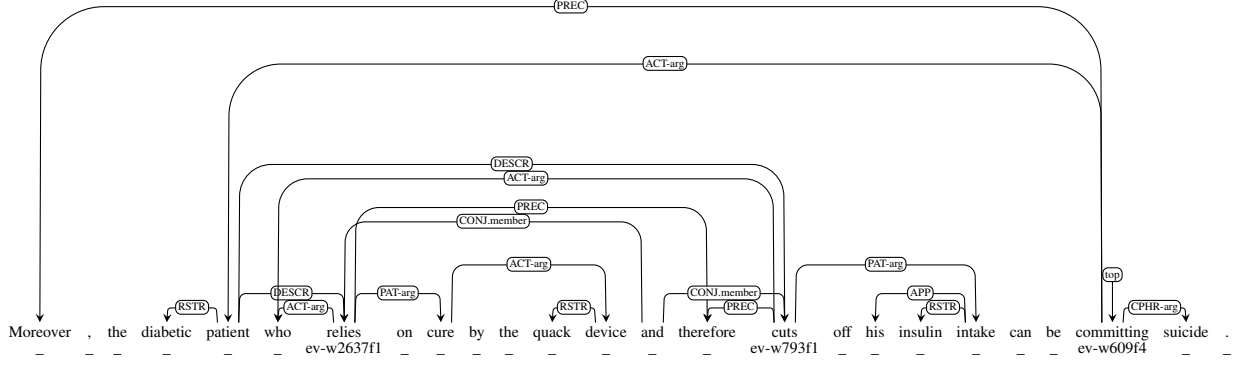 PREC
ACT-arg
DESCR
ACT-arg
PREC
CONJ.member
ACT-arg PAT-arg top
DESCR PAT-arg CONJ.member APP
RSTR ACT-arg RSTR PREC RSTR CPHR-arg
Moreover , the diabetic patient who relies on cure by the quack device and therefore cuts off his insulin intake can be committing suicide .
_ _ _ _ _ _ ev-w2637f1 _ _ _ _ _ _ _ _ ev-w793f1 _ _ _ _ _ _ ev-w609f4 _ _